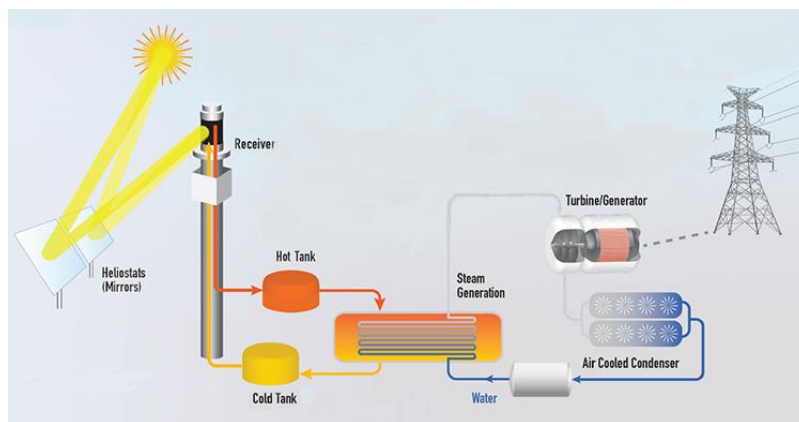 Receiver
Turbine/Generator
Hot Tank
Heliostats
(Mirrors)
Steam
Generation
Air Cooled Condenser
Cold Tank
Water